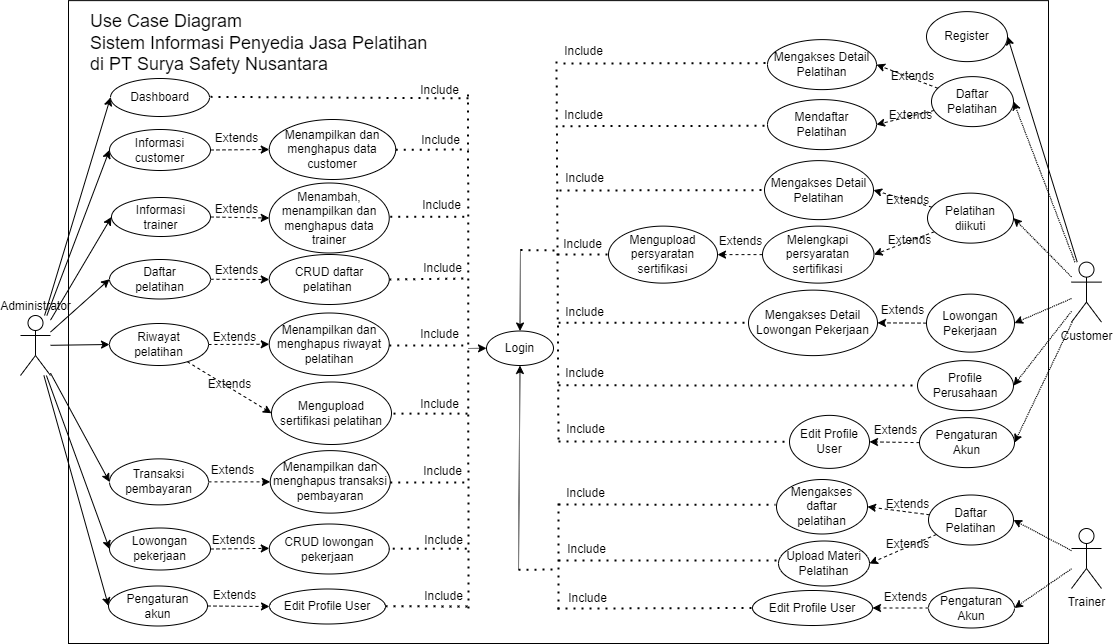 Use Case Diagram
Sistem Informasi Penyedia Jasa Pelatihan
di PT Surya Safety Nusantara
Administrator
Dashboard
Include
Informasi
customer
Extends
Menampilkan dan
menghapus data
customer
Include
Informasi
trainer
Extends
Menambah,
menampilkan dan
menghapus data
trainer
Include
Daftar
pelatihan
Extends
CRUD daftar
pelatihan
Include
Riwayat
pelatihan
Extends
Menampilkan dan
menghapus riwayat
pelatihan
Include
Extends
Mengupload
sertifikasi pelatihan
Include
Transaksi
pembayaran
Extends
Menampilkan dan
menghapus transaksi
pembayaran
Include
Lowongan
pekerjaan
Extends
CRUD lowongan
pekerjaan
Include
Pengaturan
akun
Extends
Edit Profile User
Include
Login
Register
Include
Mengakses Detail
Pelatihan
Extends
Daftar
Pelatihan
Include
Mendaftar
Pelatihan
Extends
Include
Mengakses Detail
Pelatihan
Extends
Pelatihan
diikuti
Include
Mengupload
persyaratan
sertifikasi
Extends
Melengkapi
persyaratan
sertifikasi
Extends
Include
Mengakses Detail
Lowongan Pekerjaan
Extends
Lowongan
Pekerjaan
Customer
Include
Profile
Perusahaan
Include
Edit Profile
User
Extends
Pengaturan
Akun
Include
Mengakses
daftar
pelatihan
Extends
Daftar
Pelatihan
Include
Upload Materi
Pelatihan
Extends
Include
Edit Profile User
Extends
Pengaturan
Akun
Trainer